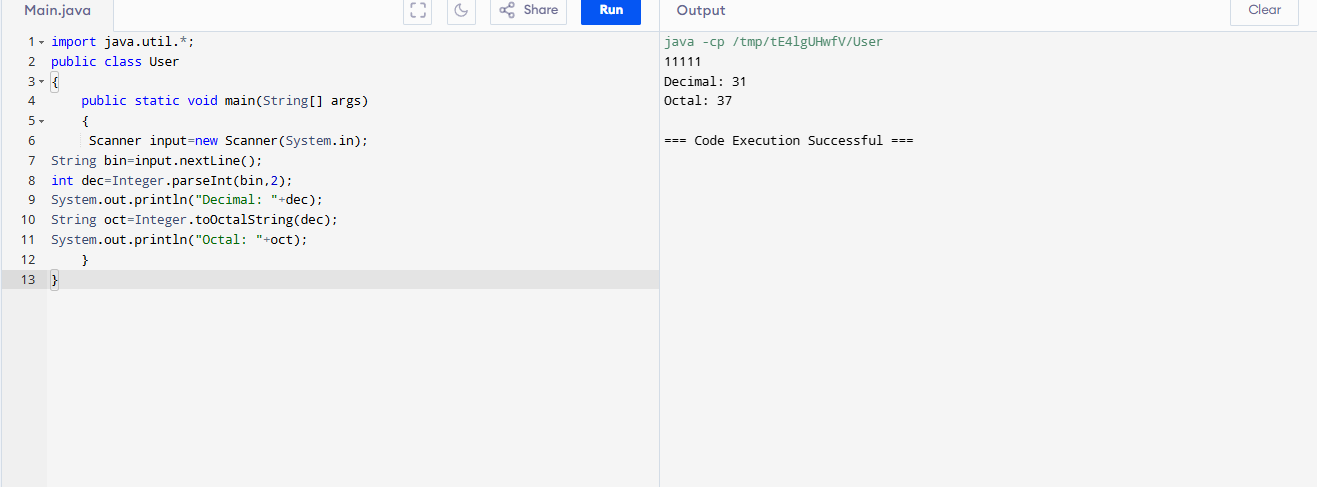 Main.java
Share
Run
1 import java.util.*;
2 public class User
3 {
4 public static void main(String[] args)
5 {
6 Scanner input=new Scanner(System.in);
7 String bin=input.nextLine();
8 int dec=Integer.parseInt(bin,2);
9 System.out.println("Decimal: "+dec);
10 String oct=Integer.toOctalString(dec);
11 System.out.println("Octal: "+oct);
12 }
13 }
Output
Clear
java -cp /tmp/tE4lgUHwfV/User
11111
Decimal: 31
Octal: 37
=== Code Execution Successful ===